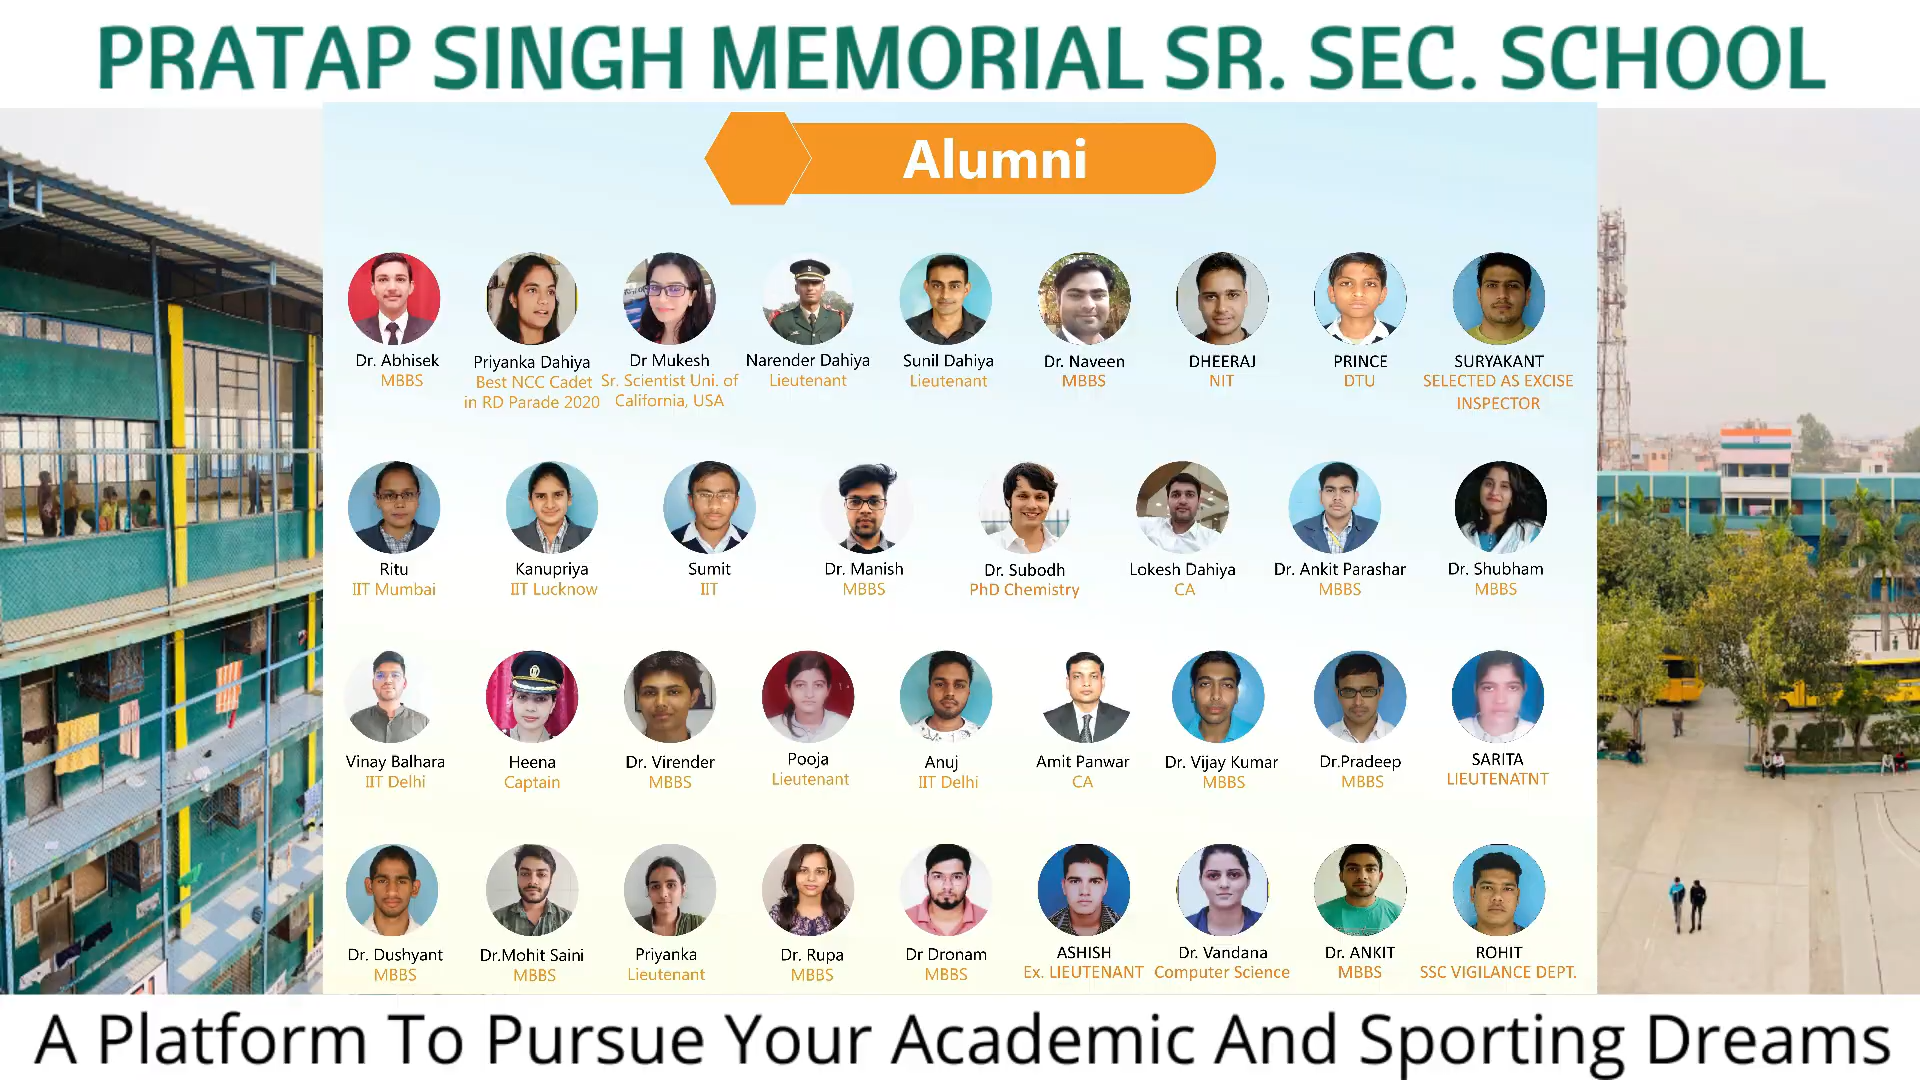 PRATAP SINGH MEMORIAL SR. SEC. SCHOOL
Alumni
Dr. Abhisek
MBBS
Priyanka Dahiya
Best NCC Cadet
in RD Parade 2020
Dr Mukesh
Sr. Scientist Uni. of
California, USA
Narender Dahiya
Lieutenant
Sunil Dahiya
Lieutenant
Dr. Naveen
MBBS
DHEERAJ
NIT
PRINCE
DTU
SURYAKANT
SELECTED AS EXCISE
INSPECTOR
Ritu
IIT Mumbai
Kanupriya
IIT Lucknow
Sumit
IIT
Dr. Manish
MBBS
Dr. Subodh
PhD Chemistry
Lokesh Dahiya
CA
Dr. Ankit Parashar
MBBS
Dr. Shubham
MBBS
Vinay Balhara
IIT Delhi
Heena
Captain
Dr. Virender
MBBS
Pooja
Lieutenant
Anuj
IIT Delhi
Amit Panwar
CA
Dr. Vijay Kumar
MBBS
Dr.Pradeep
MBBS
SARITA
LIEUTENATNT
Dr. Dushyant
MBBS
Dr.Mohit Saini
MBBS
Priyanka
Lieutenant
Dr. Rupa
MBBS
Dr Dronam
MBBS
ASHISH
Ex. LIEUTENANT
Dr. Vandana
Computer Science
Dr. ANKIT
MBBS
ROHIT
SSC VIGILANCE DEPT.
A Platform To Pursue Your Academic And Sporting Dreams